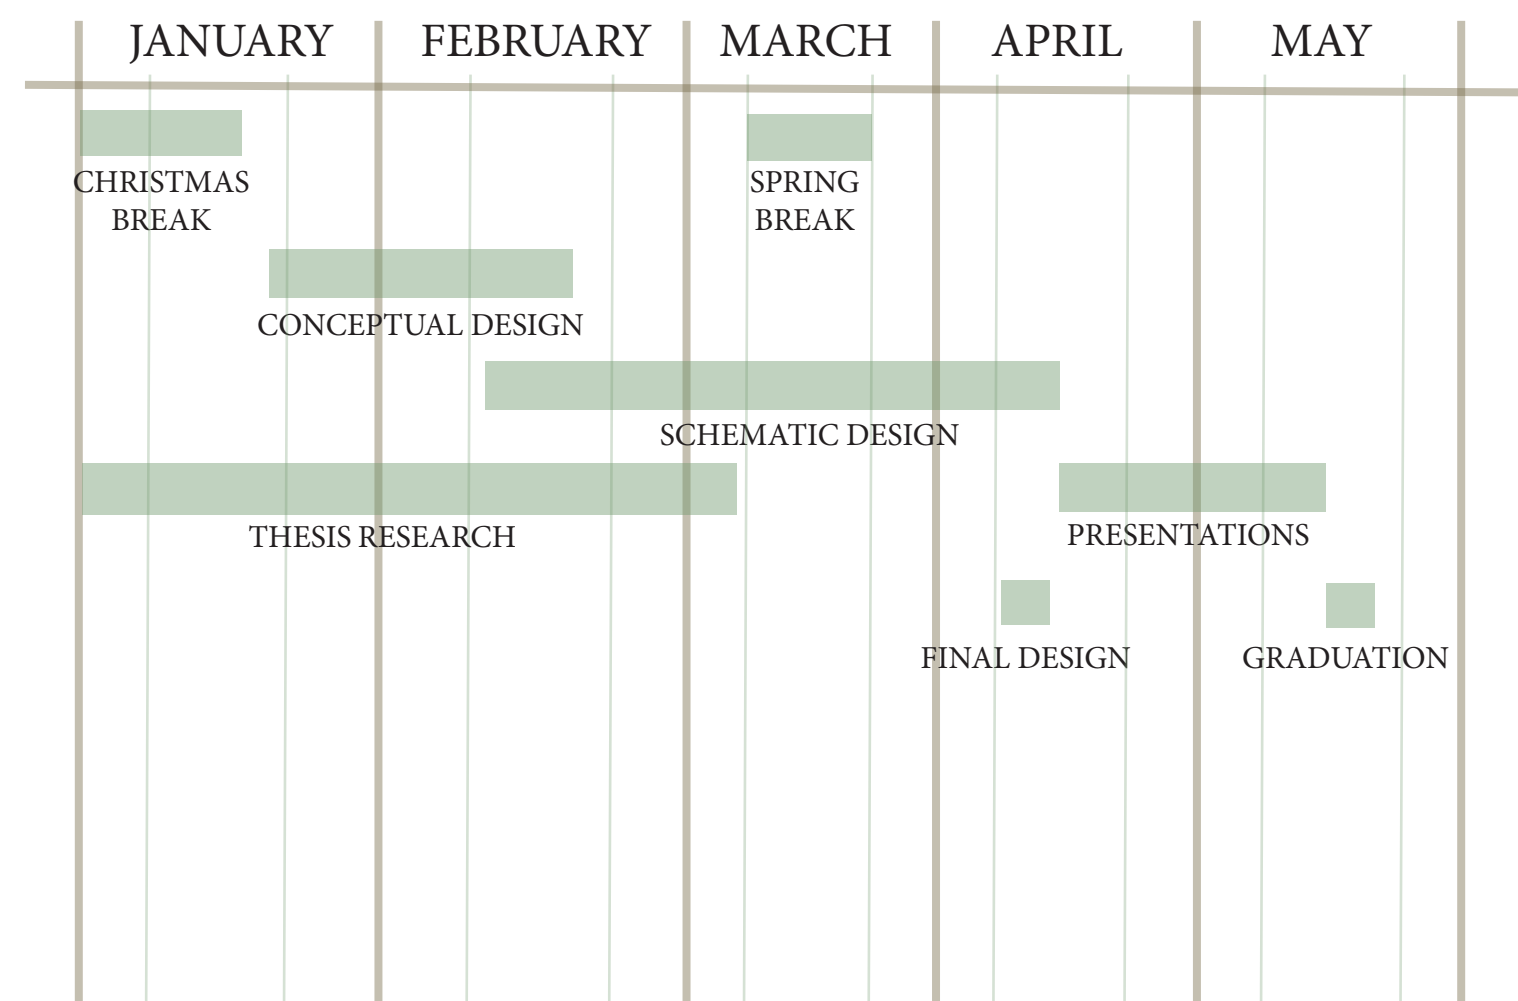 JANUARY
FEBRUARY
MARCH
APRIL
MAY
CHRISTMAS
BREAK
SPRING
BREAK
CONCEPTUAL DESIGN
SCHEMATIC DESIGN
THESIS RESEARCH
PRESENTATIONS
FINAL DESIGN
GRADUATION